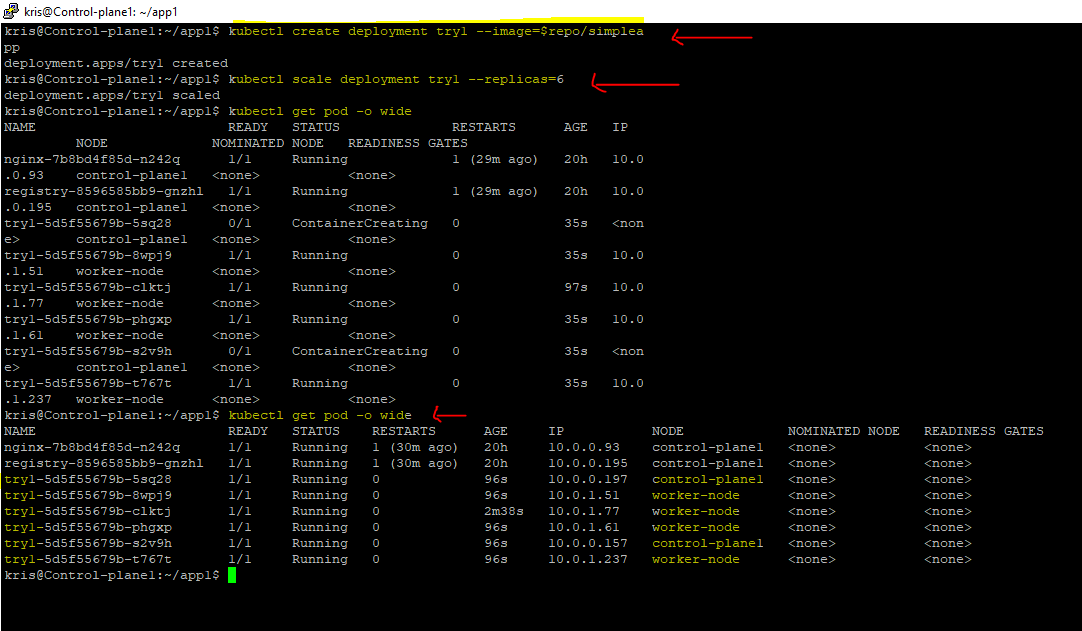 kris@Control-plane1: ~/app1
kris@Control-plane1:~/app1$ kubectl create deployment try1 --image=$repo/simplea
pp
deployment.apps/try1 created
kris@Control-plane1:~/app1$ kubectl scale deployment try1 --replicas=6
deployment.apps/try1 scaled
kris@Control-plane1:~/app1$ kubectl get pod -o wide
NAME                        READY   STATUS              RESTARTS      AGE   IP
         NODE             NOMINATED NODE   READINESS GATES
nginx-7b8bd4f85d-n242q      1/1     Running             1 (29m ago)   20h   10.0
.0.93    control-plane1   <none>           <none>
registry-8596585bb9-gnzhl   1/1     Running             1 (29m ago)   20h   10.0
.0.195   control-plane1   <none>           <none>
try1-5d5f55679b-5sq28       0/1     ContainerCreating   0             35s   <non
e>       control-plane1   <none>           <none>
try1-5d5f55679b-8wpj9       1/1     Running             0             35s   10.0
.1.51    worker-node      <none>           <none>
try1-5d5f55679b-clktj       1/1     Running             0             97s   10.0
.1.77    worker-node      <none>           <none>
try1-5d5f55679b-phgxp       1/1     Running             0             35s   10.0
.1.61    worker-node      <none>           <none>
try1-5d5f55679b-s2v9h       0/1     ContainerCreating   0             35s   <non
e>       control-plane1   <none>           <none>
try1-5d5f55679b-t767t       1/1     Running             0             35s   10.0
.1.237   worker-node      <none>           <none>
kris@Control-plane1:~/app1$ kubectl get pod -o wide
NAME                        READY   STATUS    RESTARTS      AGE     IP           NODE             NOMINATED NODE   READINESS GATES
nginx-7b8bd4f85d-n242q      1/1     Running   1 (30m ago)   20h     10.0.0.93    control-plane1   <none>           <none>
registry-8596585bb9-gnzhl   1/1     Running   1 (30m ago)   20h     10.0.0.195   control-plane1   <none>           <none>
try1-5d5f55679b-5sq28       1/1     Running   0             96s     10.0.0.197   control-plane1   <none>           <none>
try1-5d5f55679b-8wpj9       1/1     Running   0             96s     10.0.1.51    worker-node      <none>           <none>
try1-5d5f55679b-clktj       1/1     Running   0             2m38s   10.0.1.77    worker-node      <none>           <none>
try1-5d5f55679b-phgxp       1/1     Running   0             96s     10.0.1.61    worker-node      <none>           <none>
try1-5d5f55679b-s2v9h       1/1     Running   0             96s     10.0.0.157   control-plane1   <none>           <none>
try1-5d5f55679b-t767t       1/1     Running   0             96s     10.0.1.237   worker-node      <none>           <none>
kris@Control-plane1:~/app1$